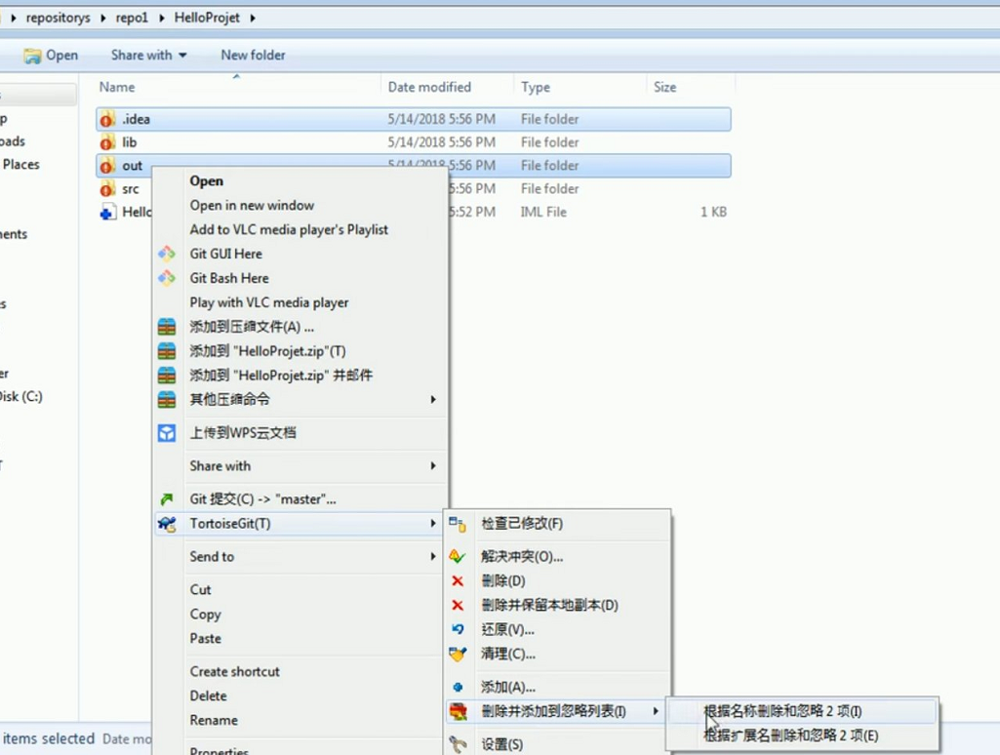 repositorys ▸ repo1 ▸ HelloProjet ▸
Open Share with New folder
Name Date modified Type Size
.idea 5/14/2018 5:56 PM File folder
lib 5/14/2018 5:56 PM File folder
out 5/14/2018 5:56 PM File folder
src 5:56 PM File folder
Hello 5:52 PM IML File 1 KB
p
oads
Places
ents
s
er
Disk (C:)
Open
Open in new window
Add to VLC media player's Playlist
Git GUI Here
Git Bash Here
Play with VLC media player
添加到压缩文件(A) ...
添加到 "HelloProjet.zip"(T)
添加到 "HelloProjet.zip" 并邮件
其他压缩命令
上传到WPS云文档
Share with
Git 提交(C) -> "master"...
TortoiseGit(T)
Send to
Cut
Copy
Paste
Create shortcut
Delete
Rename
Properties
检查已修改(F)
解决冲突(O)...
删除(D)
删除并保留本地副本(D)
还原(V)...
清理(C)...
添加(A)...
删除并添加到忽略列表(I)
设置(S)
根据名称删除和忽略 2 项(I)
根据扩展名删除和忽略 2 项(E)
items selected Date mo